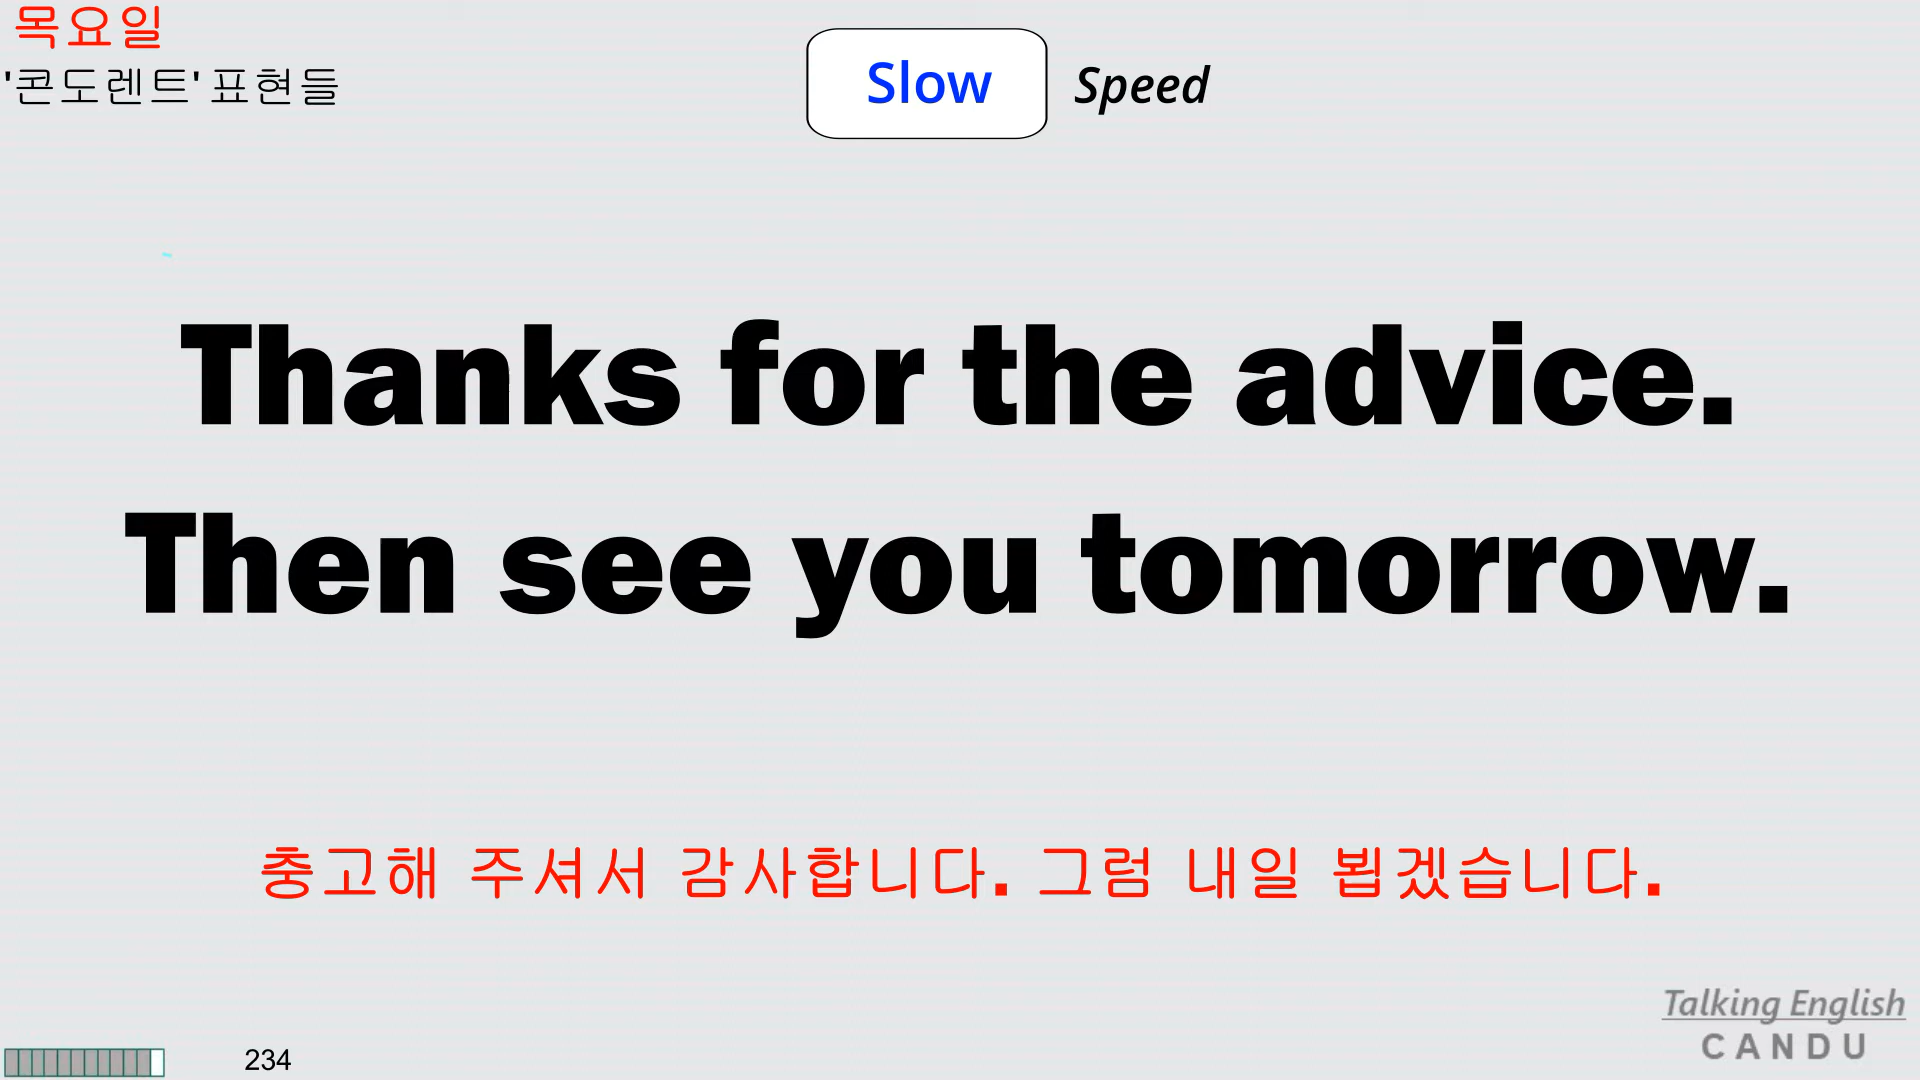 목요일
'콘도렌트' 표현들
Slow Speed
Thanks for the advice.
Then see you tomorrow.
충고해 주셔서 감사합니다. 그럼 내일 뵙겠습니다.
Talking English
CANDU
234